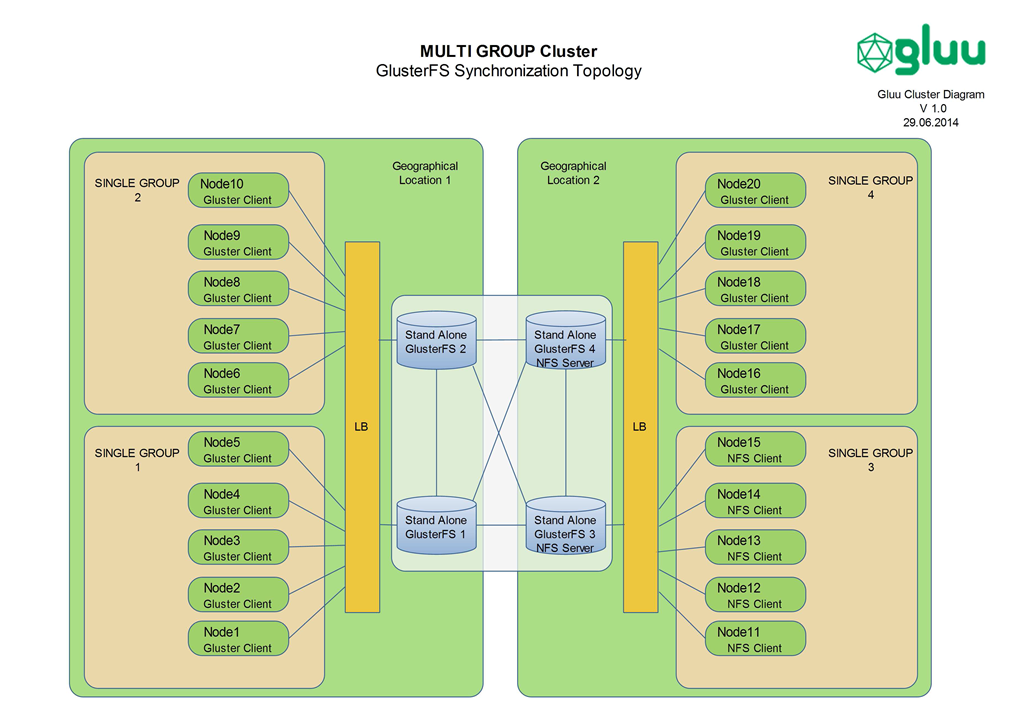 MULTI GROUP Cluster
GlusterFS Synchronization Topology
gluu
Gluu Cluster Diagram
V 1.0
29.06.2014
Geographical
Location 1
SINGLE GROUP
2
Node10
Gluster Client
Node9
Gluster Client
Node8
Gluster Client
Node7
Gluster Client
Node6
Gluster Client
SINGLE GROUP
1
Node5
Gluster Client
Node4
Gluster Client
Node3
Gluster Client
Node2
Gluster Client
Node1
Gluster Client
LB
Stand Alone
GlusterFS 2
Stand Alone
GlusterFS 1
Geographical
Location 2
Stand Alone
GlusterFS 4
NFS Server
Stand Alone
GlusterFS 3
NFS Server
LB
SINGLE GROUP
4
Node20
Gluster Client
Node19
Gluster Client
Node18
Gluster Client
Node17
Gluster Client
Node16
Gluster Client
SINGLE GROUP
3
Node15
NFS Client
Node14
NFS Client
Node13
NFS Client
Node12
NFS Client
Node11
NFS Client